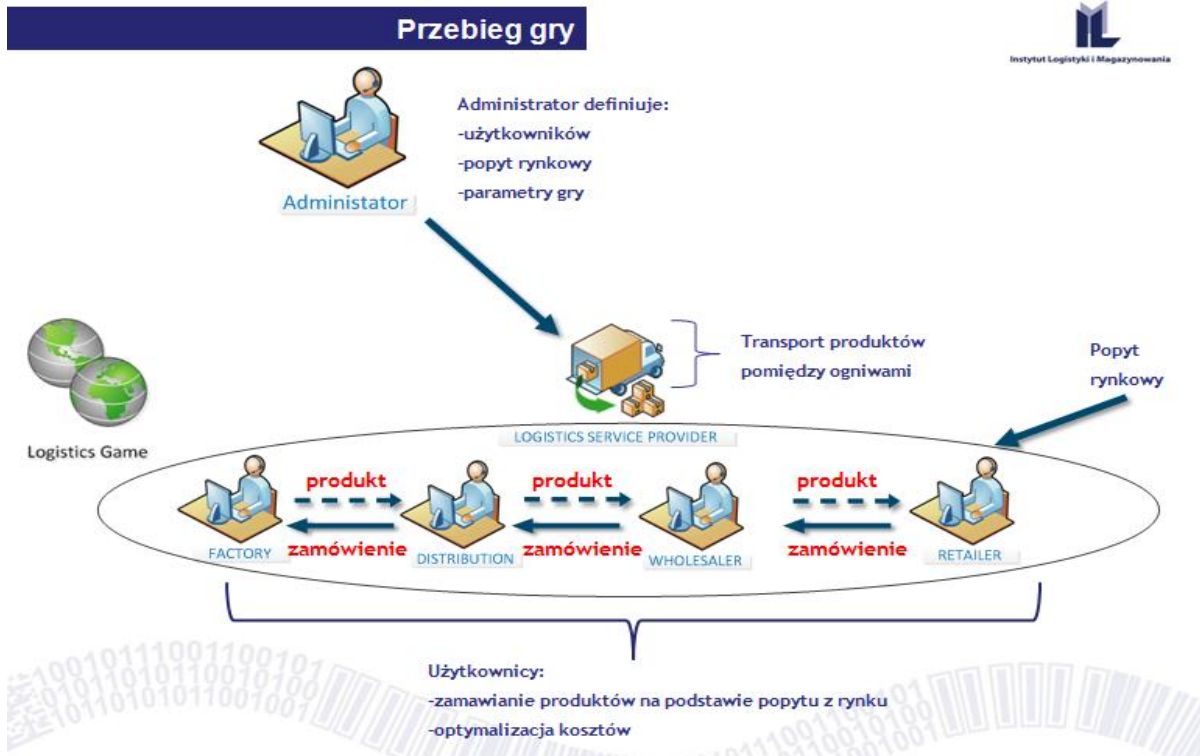 Przebieg gry
Instytut Logistyki i Magazynowania
Administrator definiuje:
-użytkowników
-popyt rynkowy
-parametry gry
Administator
Transport produktów
pomiędzy ogniwami
Popyt
rynkowy
Logistics Game
LOGISTICS SERVICE PROVIDER
produkt
produkt
produkt
FACTORY
zamówienie
DISTRIBUTION
zamówienie
WHOLESALER
zamówienie
RETAILER
Użytkownicy:
-zamawianie produktów na podstawie popytu z rynku
-optymalizacja kosztów